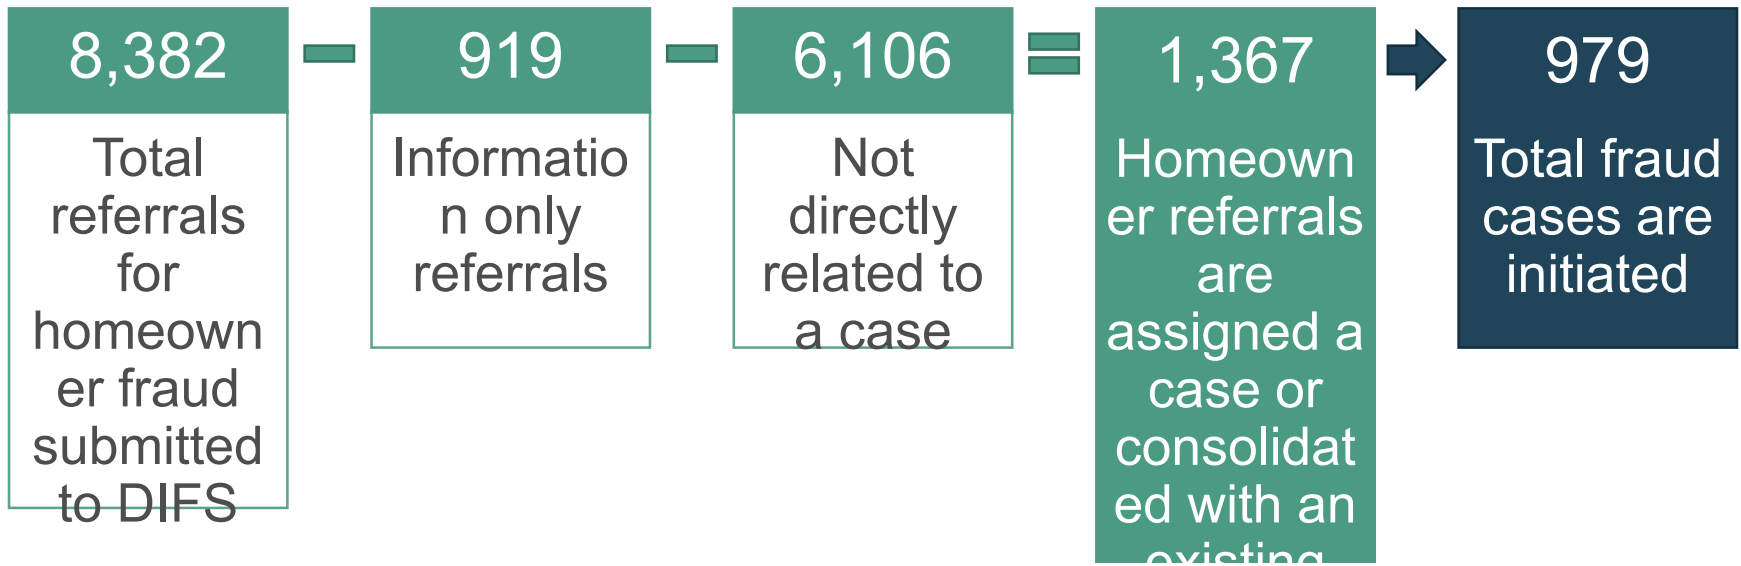 8,382
Total
referrals
for
homeown
er fraud
submitted
to DIFS
919
Informatio
n only
referrals
6,106
Not
directly
related to
a case
1,367
Homeown
er referrals
are
assigned a
case or
consolidat
ed with an
existing
979
Total fraud
cases are
initiated